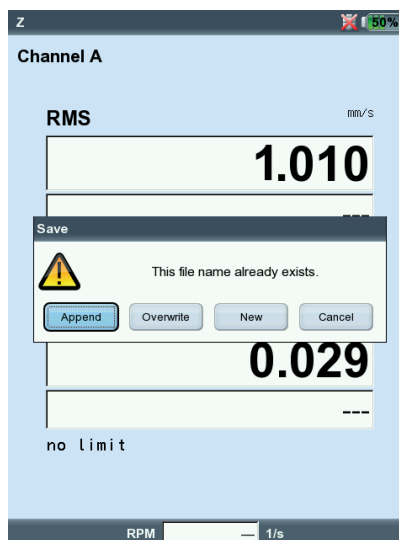 Z 50%
Channel A
RMS mm/s
1.010
---
Save
This file name already exists.
Append Overwrite New Cancel
0.029
---
no limit
RPM — 1/s